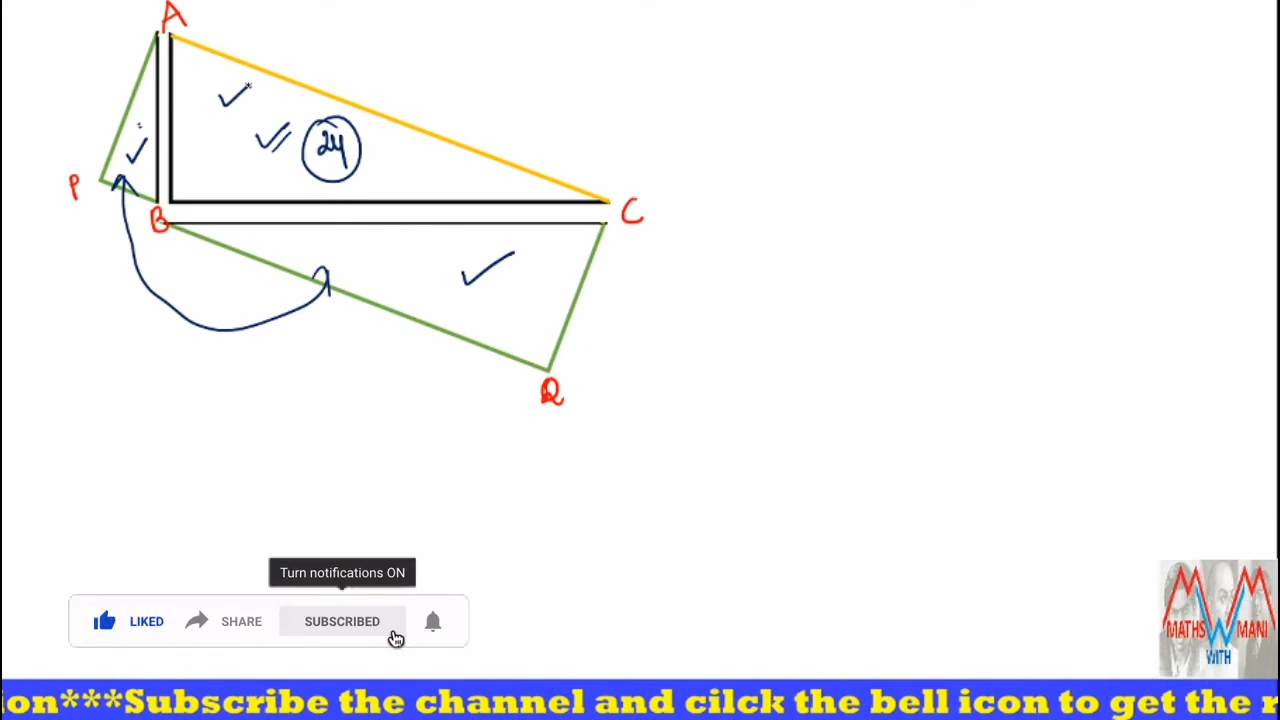 A
24
P
B
C
Q
Turn notifications ON
LIKED SHARE SUBSCRIBED
MATHS MANI
WITH
ion***Subscribe the channel and cilck the bell icon to get the r